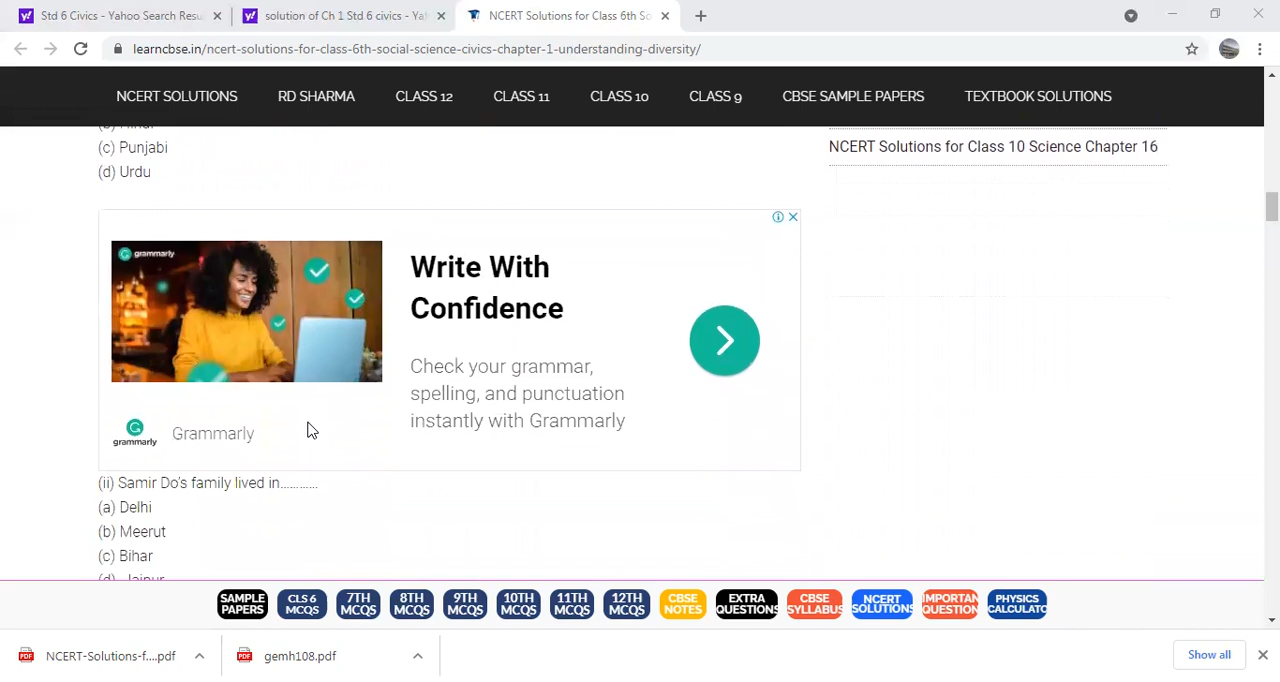 Std 6 Civics - Yahoo Search Resu
solution of Ch 1 Std 6 civics - Ya
NCERT Solutions for Class 6th So
learncbse.in/ncert-solutions-for-class-6th-social-science-civics-chapter-1-understanding-diversity/
NCERT SOLUTIONS RD SHARMA CLASS 12 CLASS 11 CLASS 10 CLASS 9 CBSE SAMPLE PAPERS TEXTBOOK SOLUTIONS
(b) Hindi
(c) Punjabi
(d) Urdu
NCERT Solutions for Class 10 Science Chapter 16
grammarly
Write With
Confidence
Check your grammar,
spelling, and punctuation
instantly with Grammarly
grammarly
Grammarly
(ii) Samir Do's family lived in...........
(a) Delhi
(b) Meerut
(c) Bihar
(d) Jaipur
SAMPLE PAPERS
CLS 6 MCQS
7TH MCQS
8TH MCQS
9TH MCQS
10TH MCQS
11TH MCQS
12TH MCQS
CBSE NOTES
EXTRA QUESTIONS
CBSE SYLLABUS
NCERT SOLUTIONS
IMPORTAN QUESTION
PHYSICS CALCULATO
NCERT-Solutions-f....pdf
gemh108.pdf
Show all